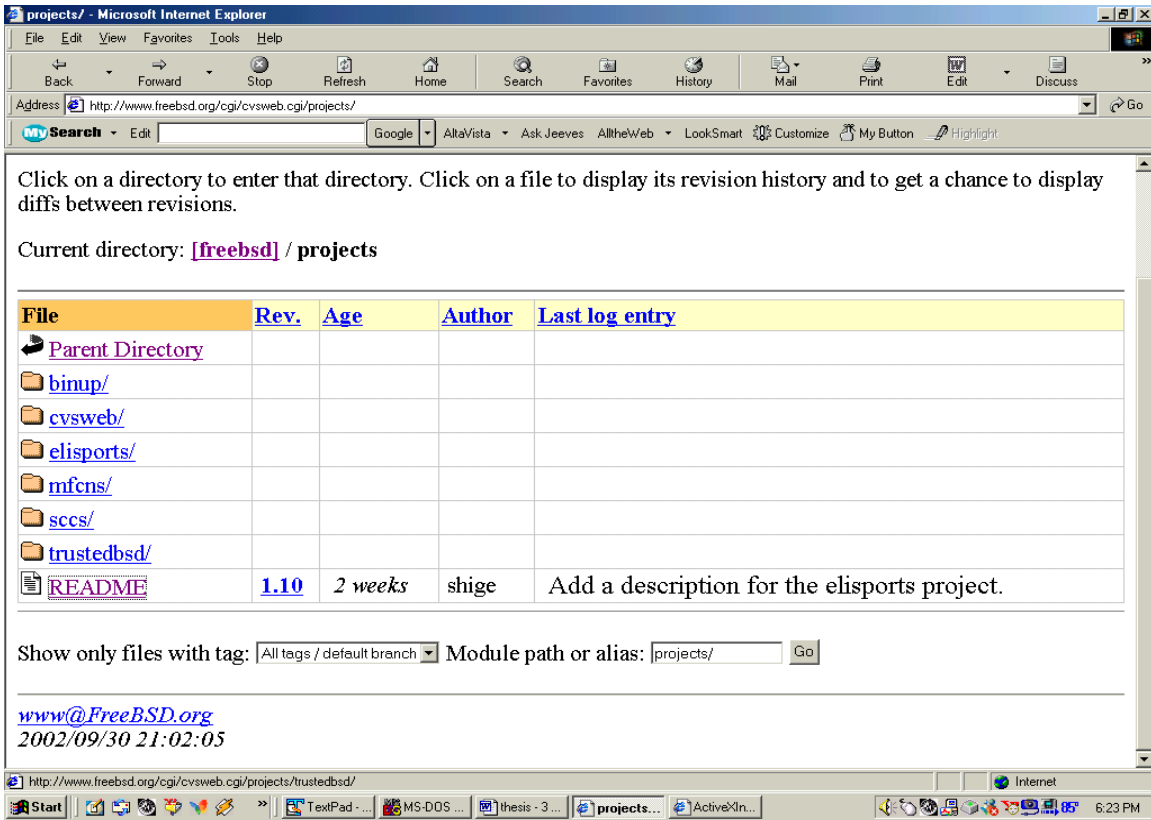 projects/ - Microsoft Internet Explorer
File Edit View Favorites Tools Help
Back Forward Stop Refresh Home Search Favorites History Mail Print Edit Discuss
Address http://www.freebsd.org/cgi/cvsweb.cgi/projects/ Go
My Search Edit Google AltaVista Ask Jeeves AlltheWeb LookSmart Customize My Button Highlight
Click on a directory to enter that directory. Click on a file to display its revision history and to get a chance to display
diffs between revisions.
Current directory: [freebsd] / projects
File Rev. Age Author Last log entry
Parent Directory
binup/
cvsweb/
elisports/
mfcns/
sccs/
trustedbsd/
README 1.10 2 weeks shige Add a description for the elisports project.
Show only files with tag: All tags / default branch Module path or alias: projects/ Go
www@FreeBSD.org
2002/09/30 21:02:05
http://www.freebsd.org/cgi/cvsweb.cgi/projects/trustedbsd/ Internet
Start » TextPad - ... MS-DOS ... thesis - 3 ... projects... ActiveXIn... 85° 6:23 PM